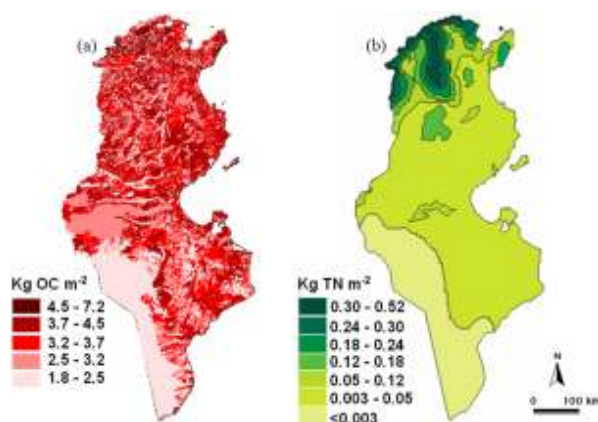 (a)
Kg OC m-2
4.5 - 7.2
3.7 - 4.5
3.2 - 3.7
2.5 - 3.2
1.8 - 2.5
(b)
Kg TN m-2
0.30 - 0.52
0.24 - 0.30
0.18 - 0.24
0.12 - 0.18
0.05 - 0.12
0.003 - 0.05
<0.003
N
0 100 km